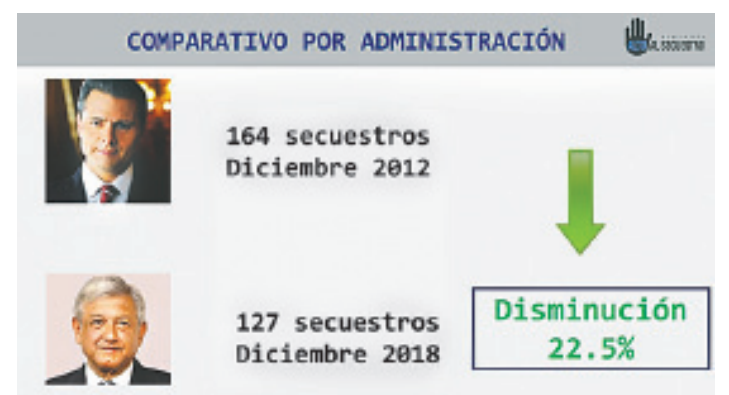 COMPARATIVO POR ADMINISTRACIÓN
164 secuestros
Diciembre 2012
127 secuestros
Diciembre 2018
Disminución
22.5%